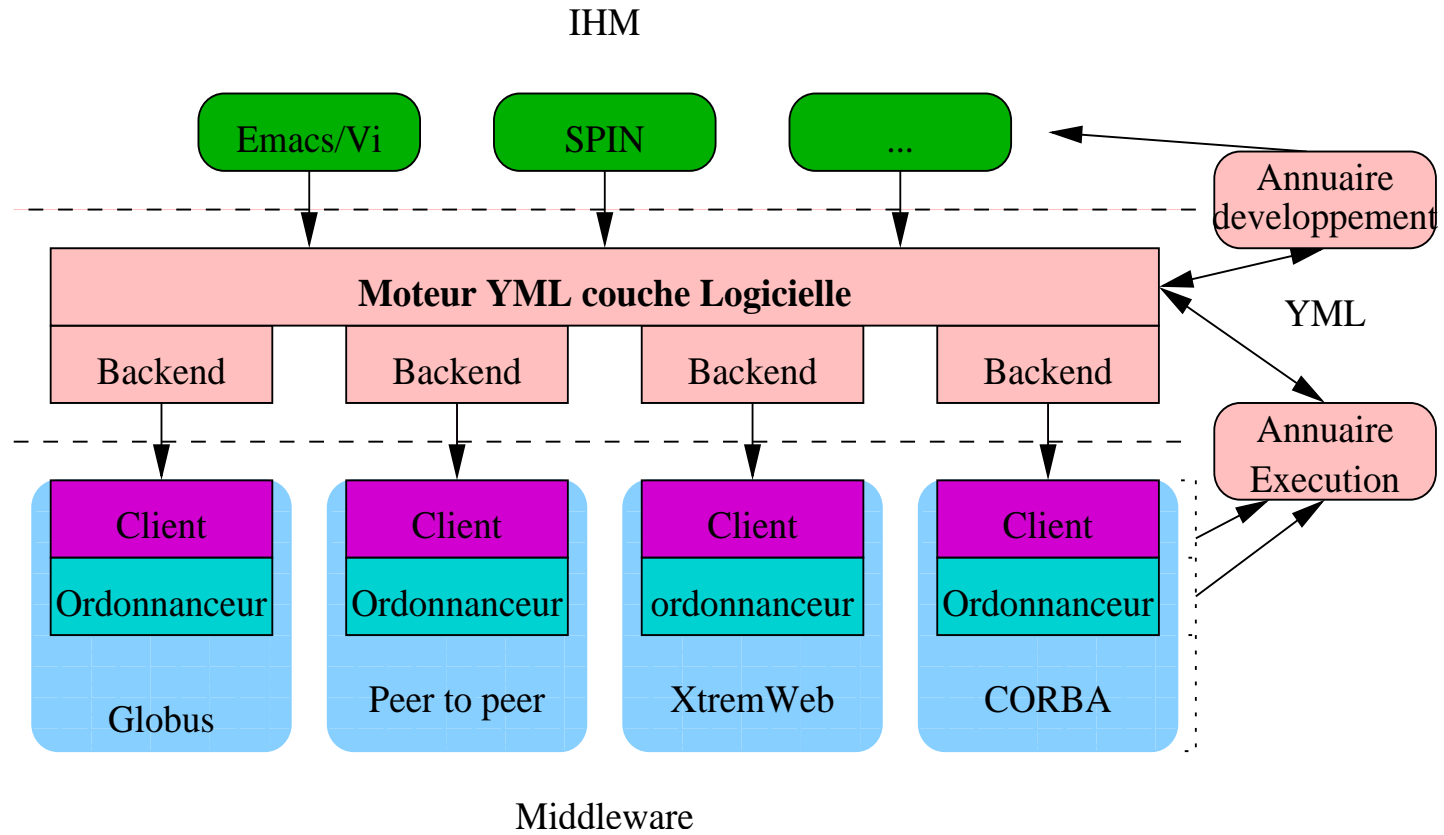 IHM
Emacs/Vi
SPIN
...
Annuaire
developpement
Moteur YML couche Logicielle
YML
Backend
Backend
Backend
Backend
Annuaire
Execution
Client
Client
Client
Client
Ordonnanceur
Ordonnanceur
ordonnanceur
Ordonnanceur
Globus
Peer to peer
XtremWeb
CORBA
Middleware